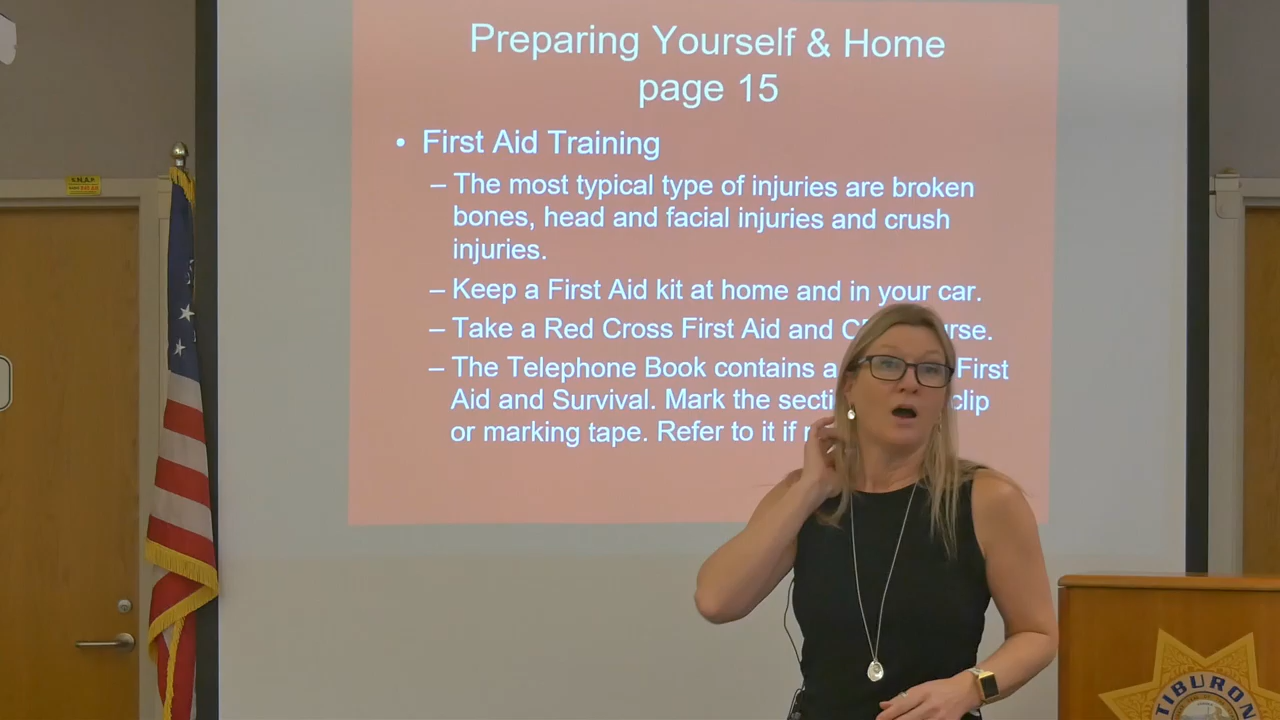 Preparing Yourself & Home
page 15
• First Aid Training
– The most typical type of injuries are broken
bones, head and facial injuries and crush
injuries.
– Keep a First Aid kit at home and in your car.
– Take a Red Cross First Aid and
– The Telephone Book contains a First
Aid and Survival. Mark the clip
or marking tape. Refer to it if
TIBURON